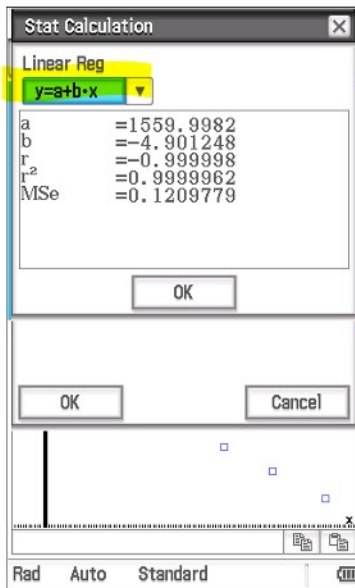 Stat Calculation
Linear Reg
y=a+b•x
a =1559.9982
b =-4.901248
r =-0.999998
r² =0.9999962
MSe =0.1209779
OK
OK Cancel
x
Rad Auto Standard